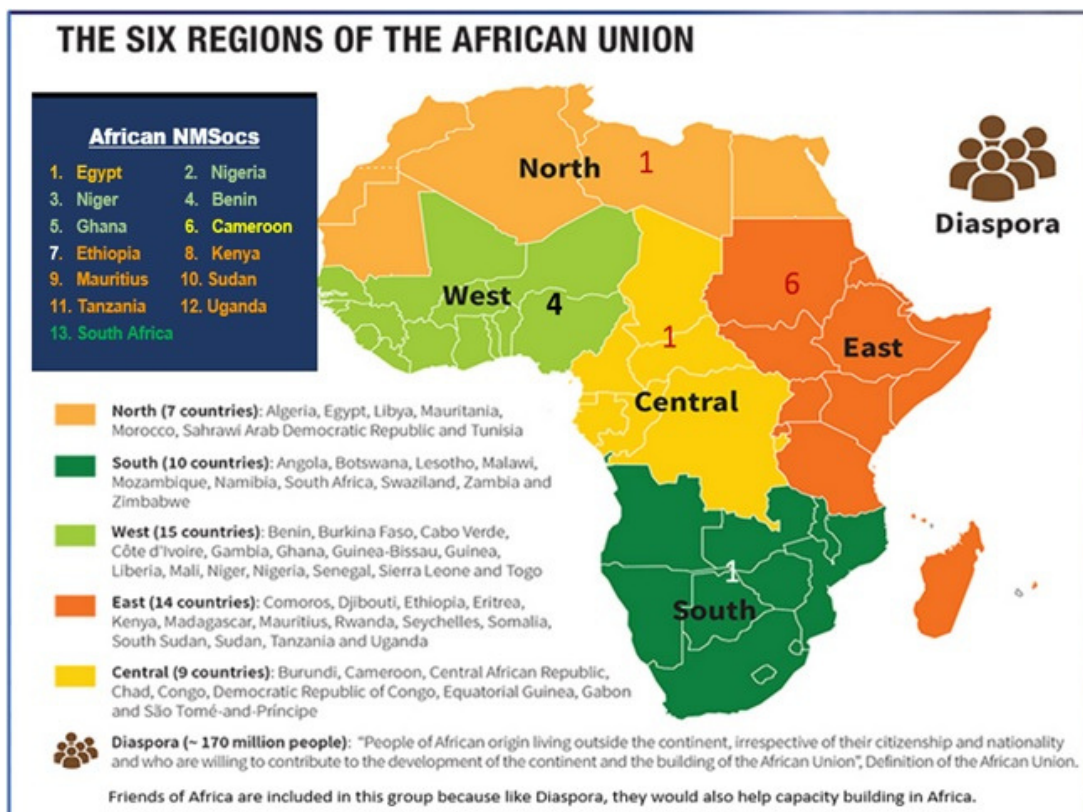 THE SIX REGIONS OF THE AFRICAN UNION
African NMSocs
1. Egypt 2. Nigeria
3. Niger 4. Benin
5. Ghana 6. Cameroon
7. Ethiopia 8. Kenya
9. Mauritius 10. Sudan
11. Tanzania 12. Uganda
13. South Africa
North
1
Diaspora
West
4
6
East
1
Central
1
South
North (7 countries): Algeria, Egypt, Libya, Mauritania,
Morocco, Sahrawi Arab Democratic Republic and Tunisia
South (10 countries): Angola, Botswana, Lesotho, Malawi,
Mozambique, Namibia, South Africa, Swaziland, Zambia and
Zimbabwe
West (15 countries): Benin, Burkina Faso, Cabo Verde,
Côte d'Ivoire, Gambia, Ghana, Guinea-Bissau, Guinea,
Liberia, Mali, Niger, Nigeria, Senegal, Sierra Leone and Togo
East (14 countries): Comoros, Djibouti, Ethiopia, Eritrea,
Kenya, Madagascar, Mauritius, Rwanda, Seychelles, Somalia,
South Sudan, Sudan, Tanzania and Uganda
Central (9 countries): Burundi, Cameroon, Central African Republic,
Chad, Congo, Democratic Republic of Congo, Equatorial Guinea, Gabon
and São Tomé-and-Príncipe
Diaspora (~ 170 million people): "People of African origin living outside the continent, irrespective of their citizenship and nationality
and who are willing to contribute to the development of the continent and the building of the African Union", Definition of the African Union.
Friends of Africa are included in this group because like Diaspora, they would also help capacity building in Africa.